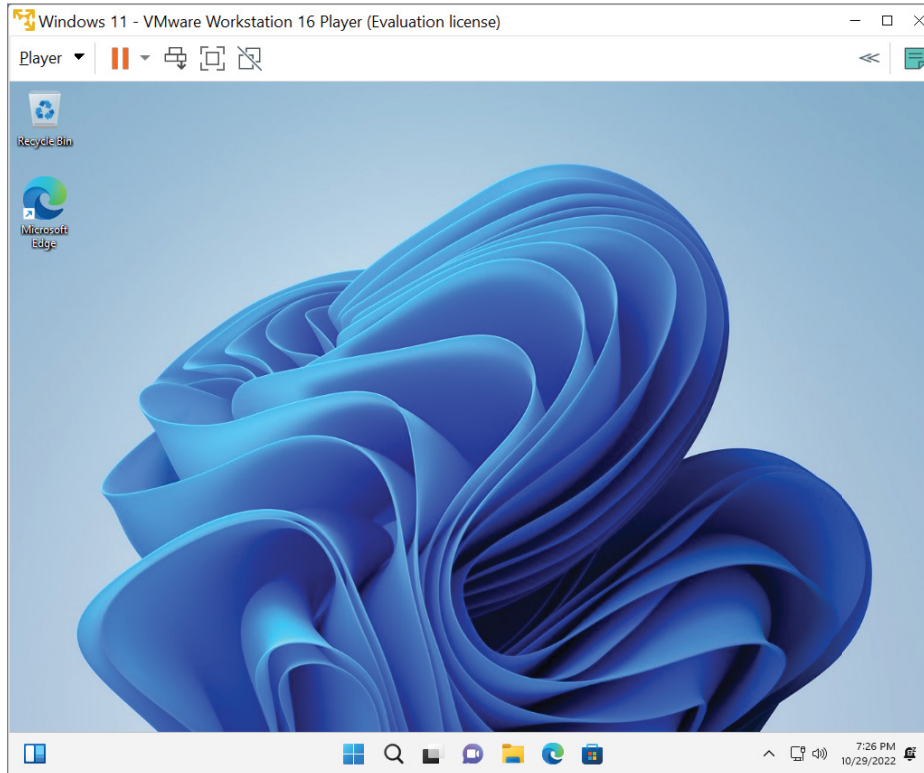 Windows 11 - VMware Workstation 16 Player (Evaluation license)
Player
Recycle Bin
Microsoft
Edge
7:26 PM
10/29/2022